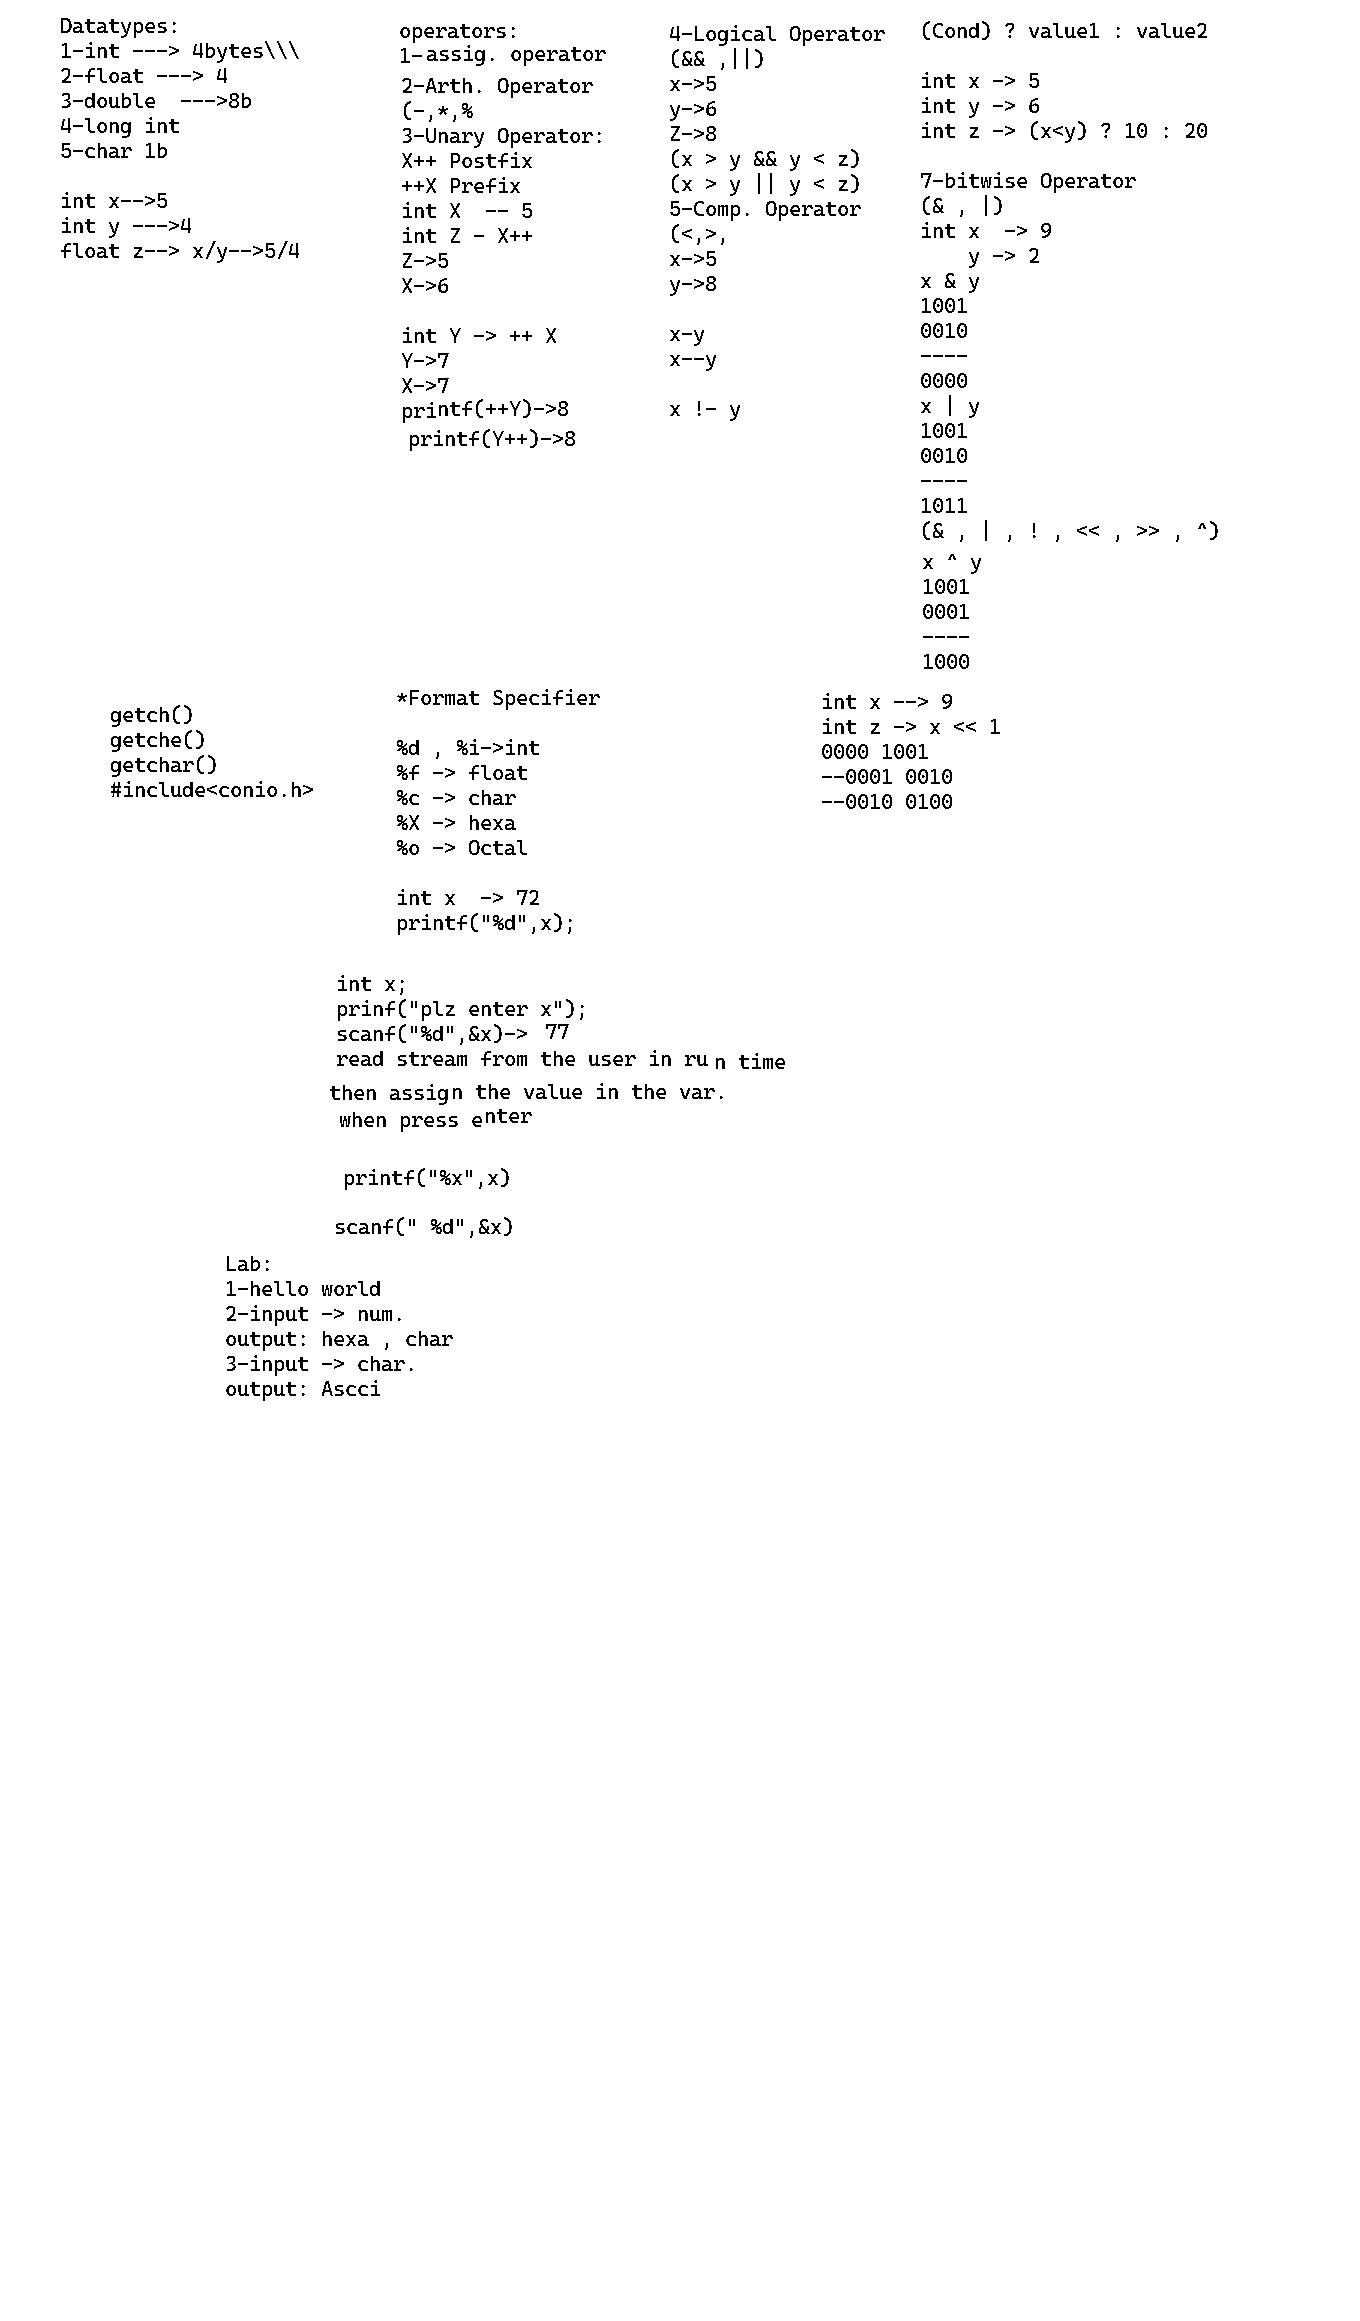 Datatypes:
1-int ---> 4bytes\\\
2-float ---> 4
3-double  --->8b
4-long int
5-char 1b
int x-->5
int y --->4
float z--> x/y-->5/4
operators:
1-assig. operator
2-Arth. Operator
(-,*,%
3-Unary Operator:
X++ Postfix
++X Prefix
int X  -- 5
int Z - X++
Z->5
X->6
int Y -> ++ X
Y->7
X->7
printf(++Y)->8
printf(Y++)->8
4-Logical Operator
(&& ,||)
x->5
y->6
Z->8
(x > y && y < z)
(x > y || y < z)
5-Comp. Operator
(<,>,
x->5
y->8
x-y
x--y
x !- y
(Cond) ? value1 : value2
int x -> 5
int y -> 6
int z -> (x<y) ? 10 : 20
7-bitwise Operator
(& , |)
int x  -> 9
y -> 2
x & y
1001
0010
----
0000
x | y
1001
0010
----
1011
(& , | , ! , << , >> , ^)
x ^ y
1001
0001
----
1000
getch()
getche()
getchar()
#include<conio.h>
*Format Specifier
%d , %i->int
%f -> float
%c -> char
%X -> hexa
%o -> Octal
int x  -> 72
printf("%d",x);
int x --> 9
int z -> x << 1
0000 1001
--0001 0010
--0010 0100
int x;
prinf("plz enter x");
scanf("%d",&x)-> 77
read stream from the user in run time
then assign the value in the var.
when press enter
printf("%x",x)
scanf(" %d",&x)
Lab:
1-hello world
2-input -> num.
output: hexa , char
3-input -> char.
output: Ascci